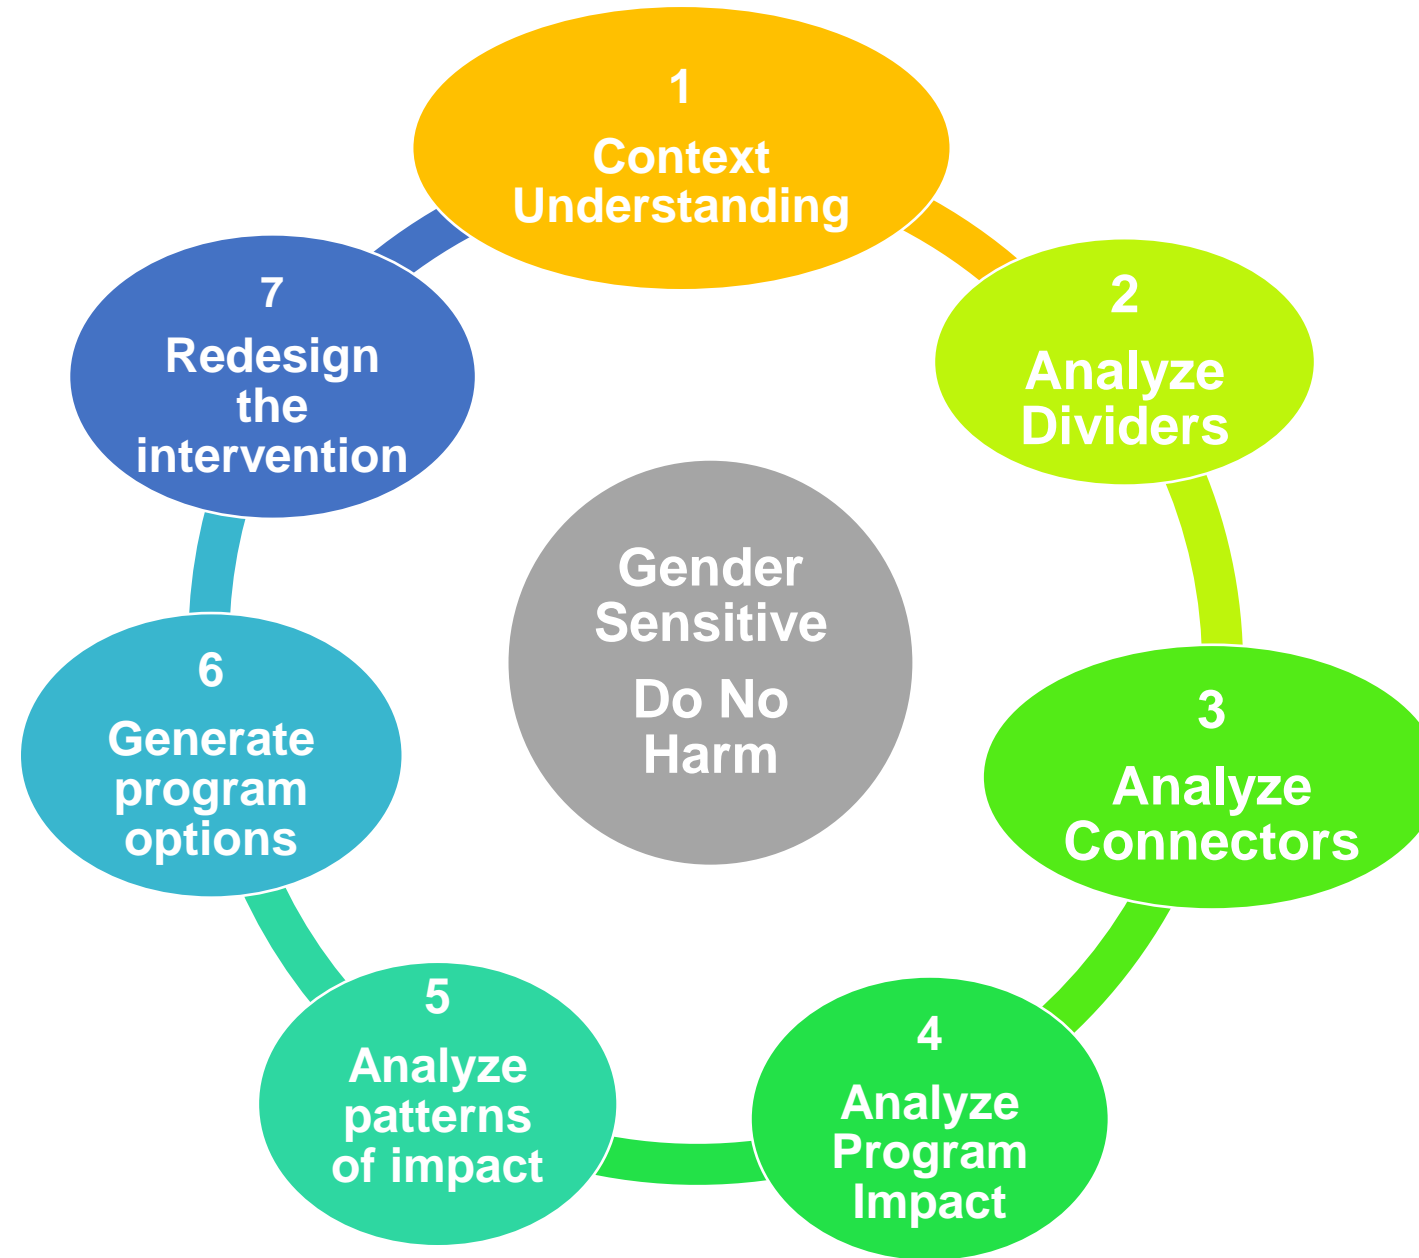 1
Context
Understanding
2
Analyze
Dividers
3
Analyze
Connectors
4
Analyze
Program
Impact
5
Analyze
patterns
of impact
6
Generate
program
options
7
Redesign
the
intervention
Gender
Sensitive
Do No
Harm